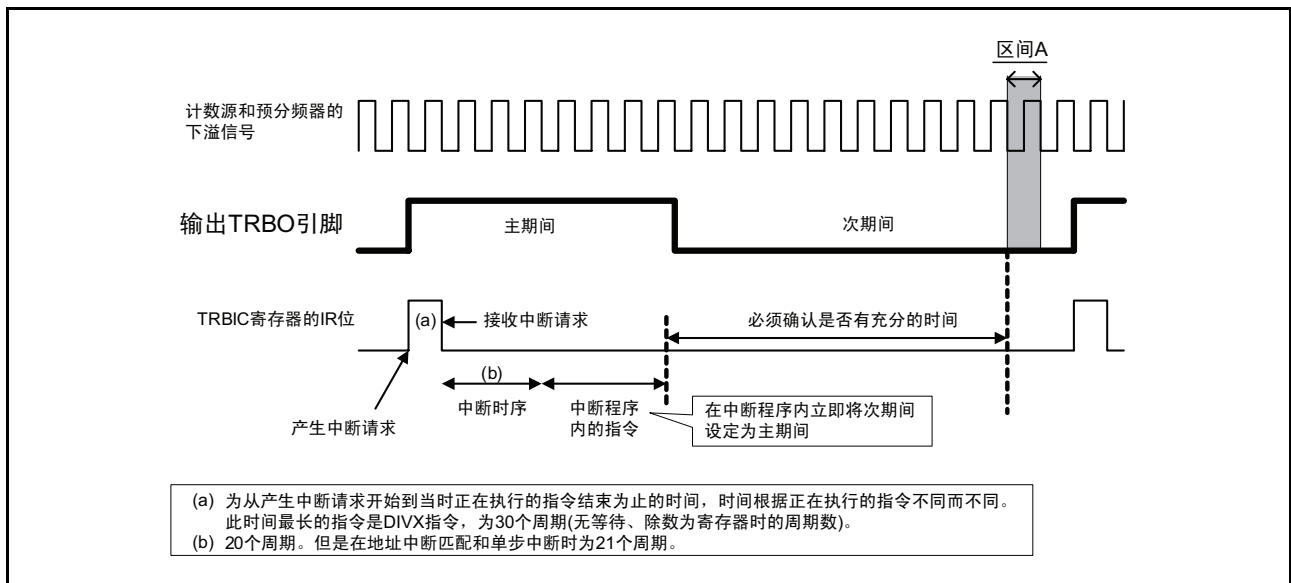 区间A
计数源和预分频器的
下溢信号
输出TRBO引脚
主期间
次期间
TRBIC寄存器的IR位
(a)
接收中断请求
必须确认是否有充分的时间
(b)
中断时序
中断程序
内的指令
在中断程序内立即将次期间
设定为主期间
产生中断请求
(a) 为从产生中断请求开始到当时正在执行的指令结束为止的时间，时间根据正在执行的指令不同而不同。
此时间最长的指令是DIVX指令，为30个周期(无等待、除数为寄存器时的周期数)。
(b) 20个周期。但是在地址中断匹配和单步中断时为21个周期。